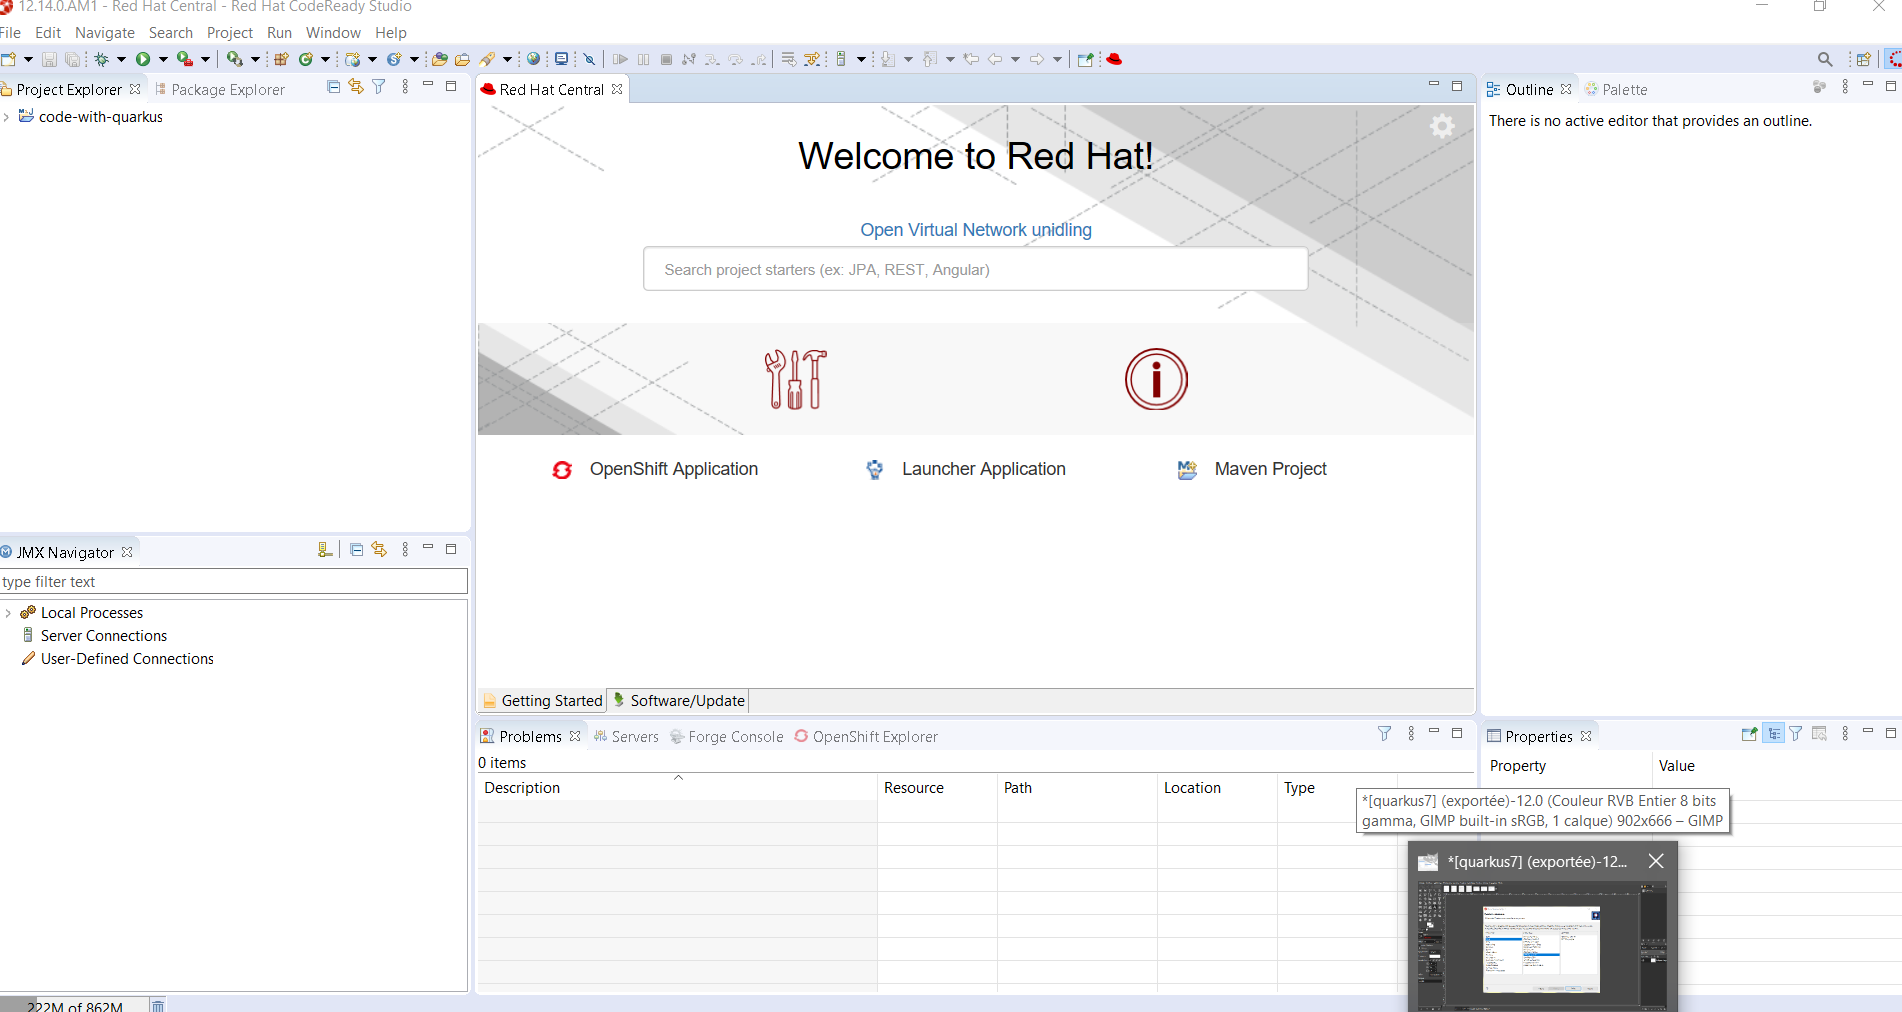 12.14.0.AM1 - Red Hat Central - Red Hat CodeReady Studio
File Edit Navigate Search Project Run Window Help
Project Explorer Package Explorer
code-with-quarkus
Red Hat Central
Welcome to Red Hat!
Open Virtual Network unidling
Search project starters (ex: JPA, REST, Angular)
OpenShift Application Launcher Application Maven Project
Getting Started Software/Update
Outline Palette
There is no active editor that provides an outline.
JMX Navigator
type filter text
Local Processes
Server Connections
User-Defined Connections
Problems Servers Forge Console OpenShift Explorer
0 items
Description Resource Path Location Type
Properties
Property Value
*[quarkus7] (exportée)-12.0 (Couleur RVB Entier 8 bits
gamma, GIMP built-in sRGB, 1 calque) 902x666 – GIMP
*[quarkus7] (exportée)-12...
222M of 862M